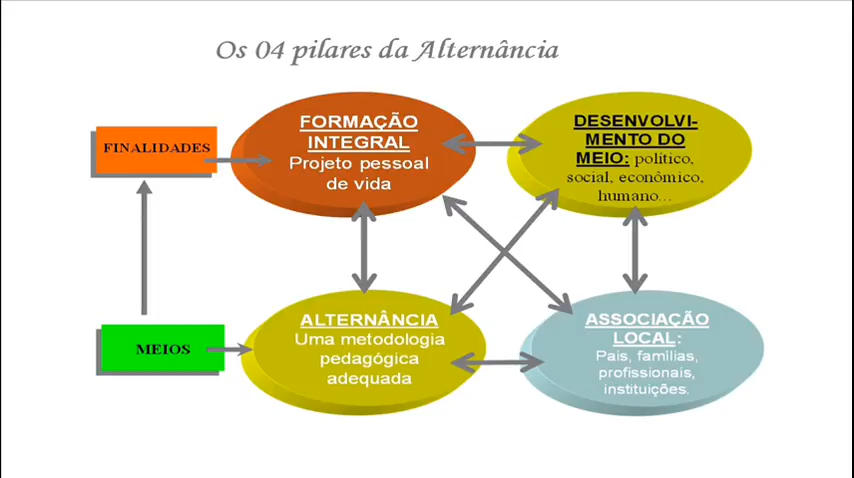 Os 04 pilares da Alternância
FINALIDADES
FORMAÇÃO
INTEGRAL
Projeto pessoal
de vida
DESENVOLVI-
MENTO DO
MEIO: político,
social, econômico,
humano...
MEIOS
ALTERNÂNCIA
Uma metodologia
pedagógica
adequada
ASSOCIAÇÃO
LOCAL:
Pais, famílias,
profissionais,
instituições.